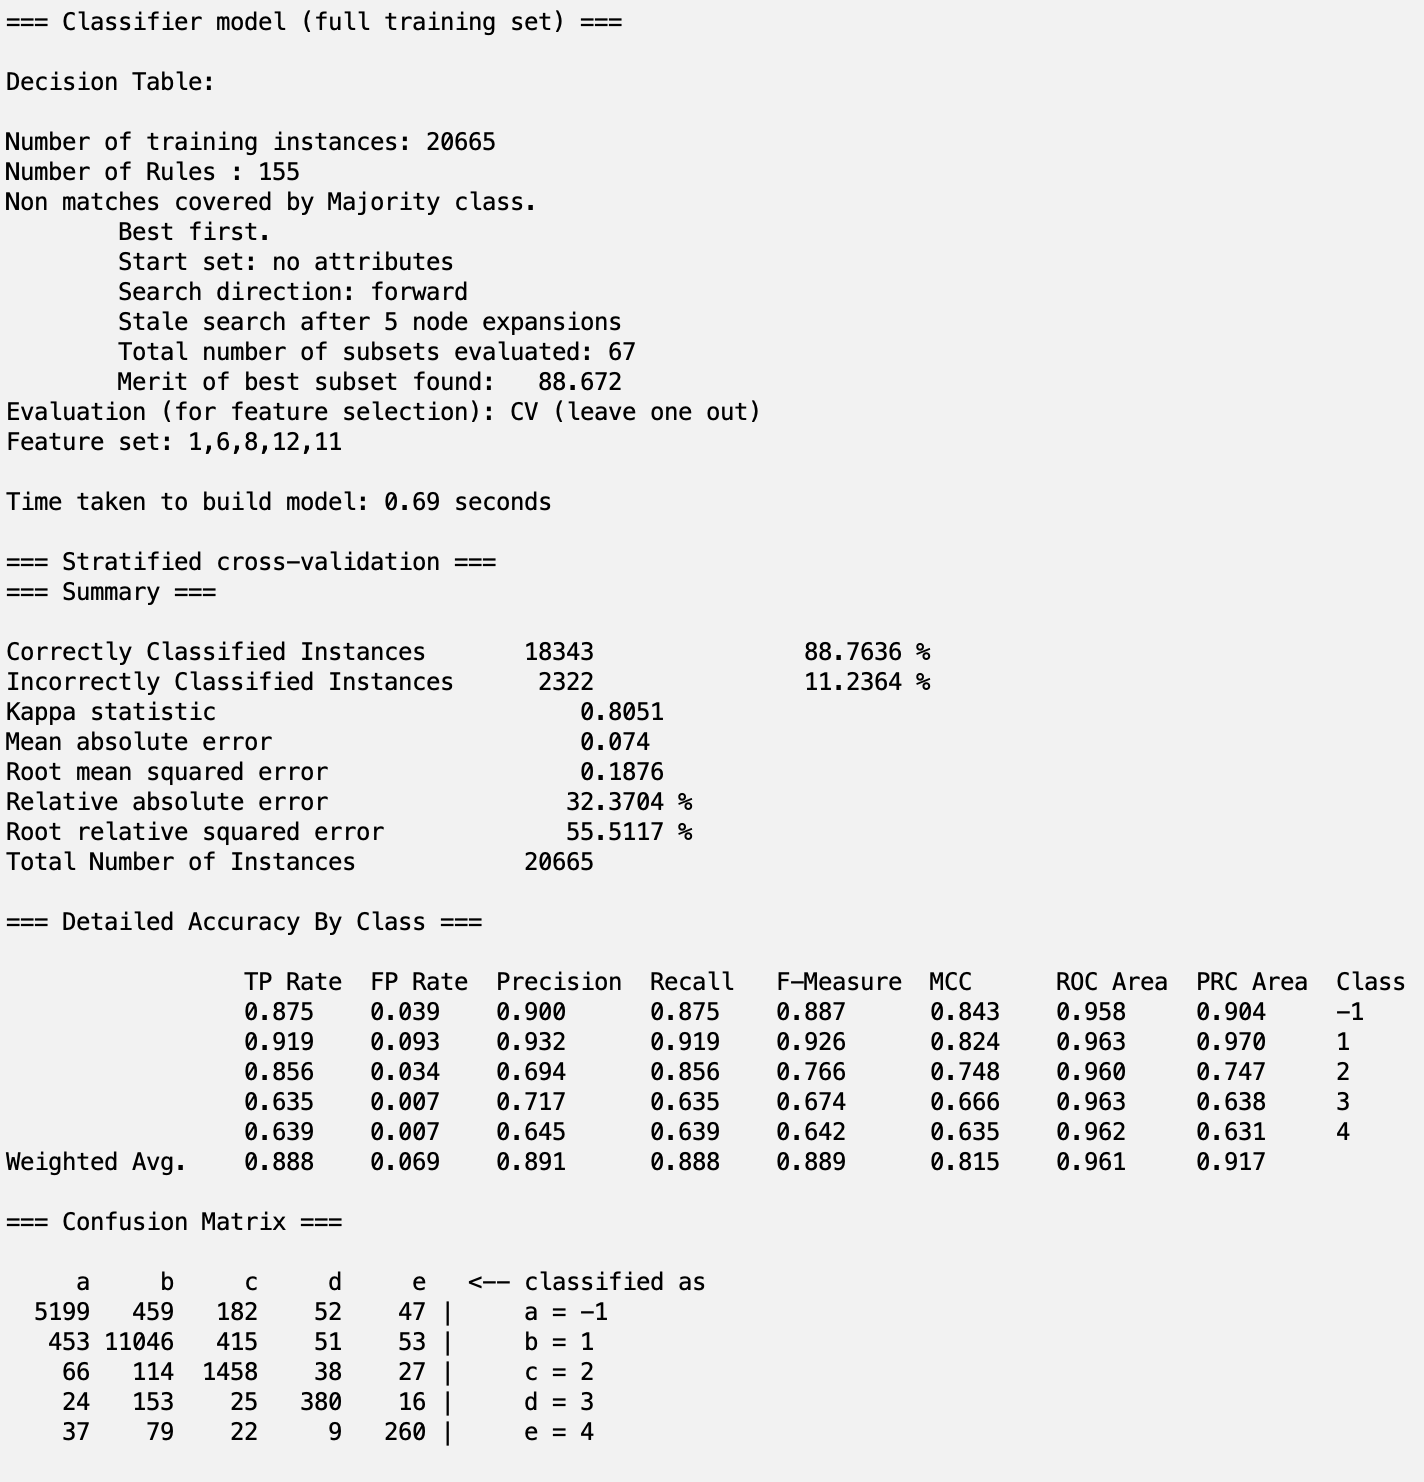 === Classifier model (full training set) ===
Decision Table:
Number of training instances: 20665
Number of Rules : 155
Non matches covered by Majority class.
Best first.
Start set: no attributes
Search direction: forward
Stale search after 5 node expansions
Total number of subsets evaluated: 67
Merit of best subset found:   88.672
Evaluation (for feature selection): CV (leave one out)
Feature set: 1,6,8,12,11
Time taken to build model: 0.69 seconds
=== Stratified cross-validation ===
=== Summary ===
Correctly Classified Instances       18343               88.7636 %
Incorrectly Classified Instances      2322               11.2364 %
Kappa statistic                          0.8051
Mean absolute error                      0.074
Root mean squared error                  0.1876
Relative absolute error                 32.3704 %
Root relative squared error             55.5117 %
Total Number of Instances            20665
=== Detailed Accuracy By Class ===
TP Rate  FP Rate  Precision  Recall   F-Measure  MCC      ROC Area  PRC Area  Class
0.875    0.039    0.900      0.875    0.887      0.843    0.958     0.904     -1
0.919    0.093    0.932      0.919    0.926      0.824    0.963     0.970     1
0.856    0.034    0.694      0.856    0.766      0.748    0.960     0.747     2
0.635    0.007    0.717      0.635    0.674      0.666    0.963     0.638     3
0.639    0.007    0.645      0.639    0.642      0.635    0.962     0.631     4
Weighted Avg.    0.888    0.069    0.891      0.888    0.889      0.815    0.961     0.917
=== Confusion Matrix ===
a     b     c     d     e   <-- classified as
5199   459   182    52    47 |     a = -1
453 11046   415    51    53 |     b = 1
66   114  1458    38    27 |     c = 2
24   153    25   380    16 |     d = 3
37    79    22     9   260 |     e = 4